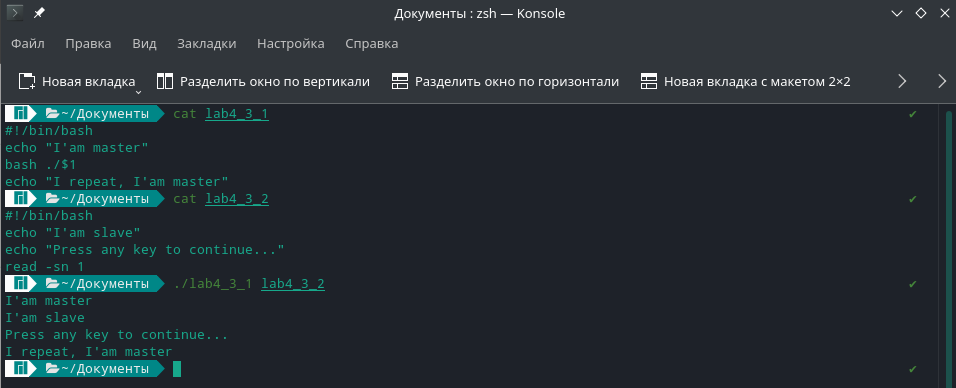 Документы : zsh — Konsole
Файл Правка Вид Закладки Настройка Справка
Новая вкладка Разделить окно по вертикали Разделить окно по горизонтали Новая вкладка с макетом 2×2
~/Документы cat lab4_3_1 ✔
#!/bin/bash
echo "I'am master"
bash ./$1
echo "I repeat, I'am master"
~/Документы cat lab4_3_2 ✔
#!/bin/bash
echo "I'am slave"
echo "Press any key to continue..."
read -sn 1
~/Документы ./lab4_3_1 lab4_3_2 ✔
I'am master
I'am slave
Press any key to continue...
I repeat, I'am master
~/Документы ✔